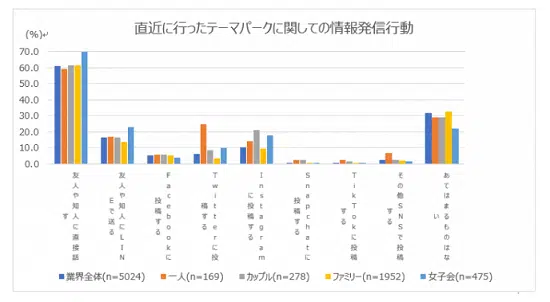 直近に行ったテーマパークに関しての情報発信行動
(%)
70.0
60.0
50.0
40.0
30.0
20.0
10.0
0.0
友人や知人に直接話す
友人や知人にLINEで送る
Facebookに投稿する
Twitterに投稿する
Instagramに投稿する
Snapchatに投稿する
TikTokに投稿する
その他SNSで投稿する
あてはまるものはない
業界全体(n=5024) 一人(n=169) カップル(n=278) ファミリー(n=1952) 女子会(n=475)